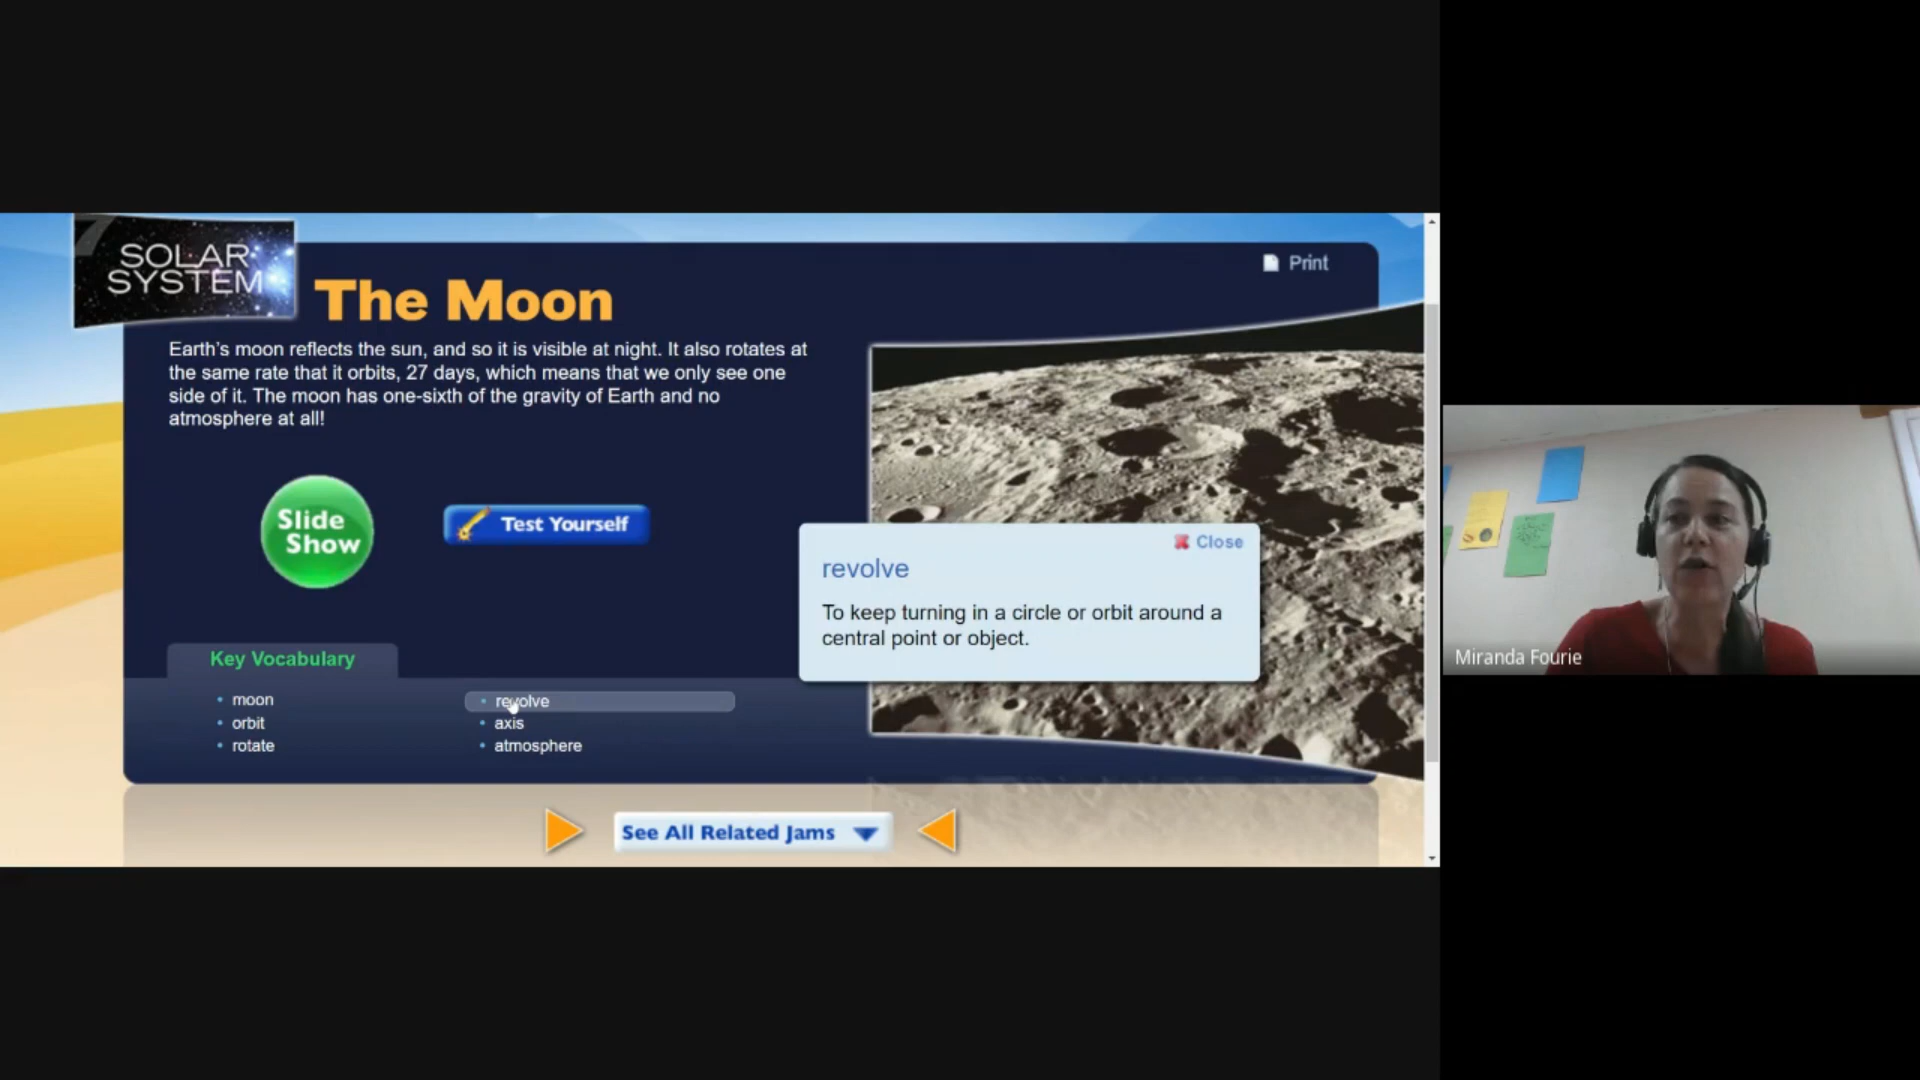 SOLAR
SYSTEM
The Moon
Print
Earth's moon reflects the sun, and so it is visible at night. It also rotates at
the same rate that it orbits, 27 days, which means that we only see one
side of it. The moon has one-sixth of the gravity of Earth and no
atmosphere at all!
Slide
Show
Test Yourself
Close
revolve
To keep turning in a circle or orbit around a
central point or object.
Key Vocabulary
• moon
• orbit
• rotate
• revolve
• axis
• atmosphere
See All Related Jams
Miranda Fourie